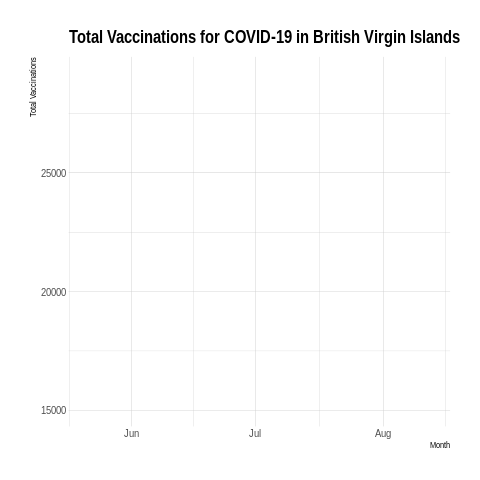 Total Vaccinations for COVID-19 in British Virgin Islands
Total Vaccinations
25000
20000
15000
Jun Jul Aug
Month